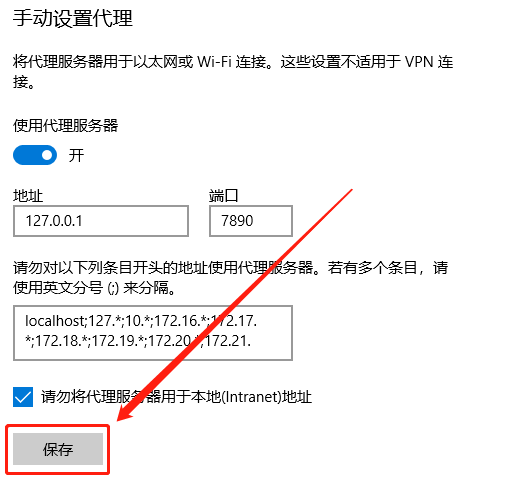 手动设置代理
将代理服务器用于以太网或 Wi-Fi 连接。这些设置不适用于 VPN 连
接。
使用代理服务器
开
地址 端口
127.0.0.1 7890
请勿对以下列条目开头的地址使用代理服务器。若有多个条目，请
使用英文分号 (;) 来分隔。
localhost;127.*;10.*;172.16.*;172.17.
*;172.18.*;172.19.*;172.20.*;172.21.
请勿将代理服务器用于本地(Intranet)地址
保存